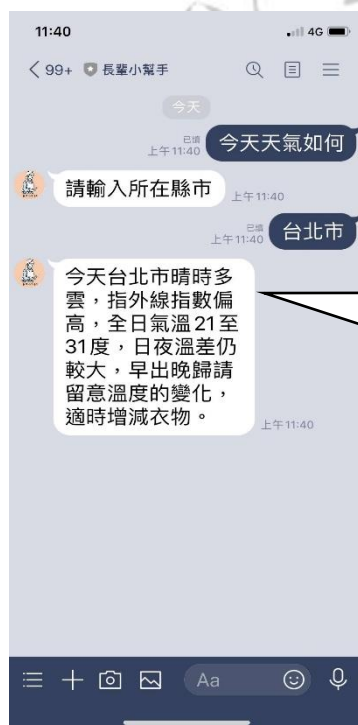 11:40
4G
99+ 長輩小幫手
今天
已讀
上午11:40
今天天氣如何
請輸入所在縣市
上午11:40
已讀
上午11:40
台北市
今天台北市晴時多
雲，指外線指數偏
高，全日氣溫21至
31度，日夜溫差仍
較大，早出晚歸請
留意溫度的變化，
適時增減衣物。
上午11:40
Aa